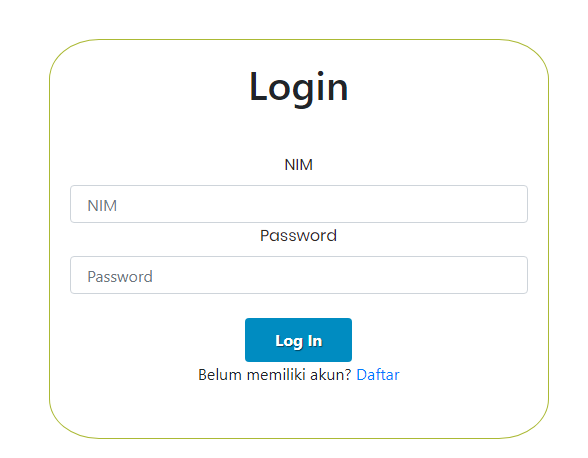 Login
NIM
NIM
Password
Password
Log In
Belum memiliki akun? Daftar